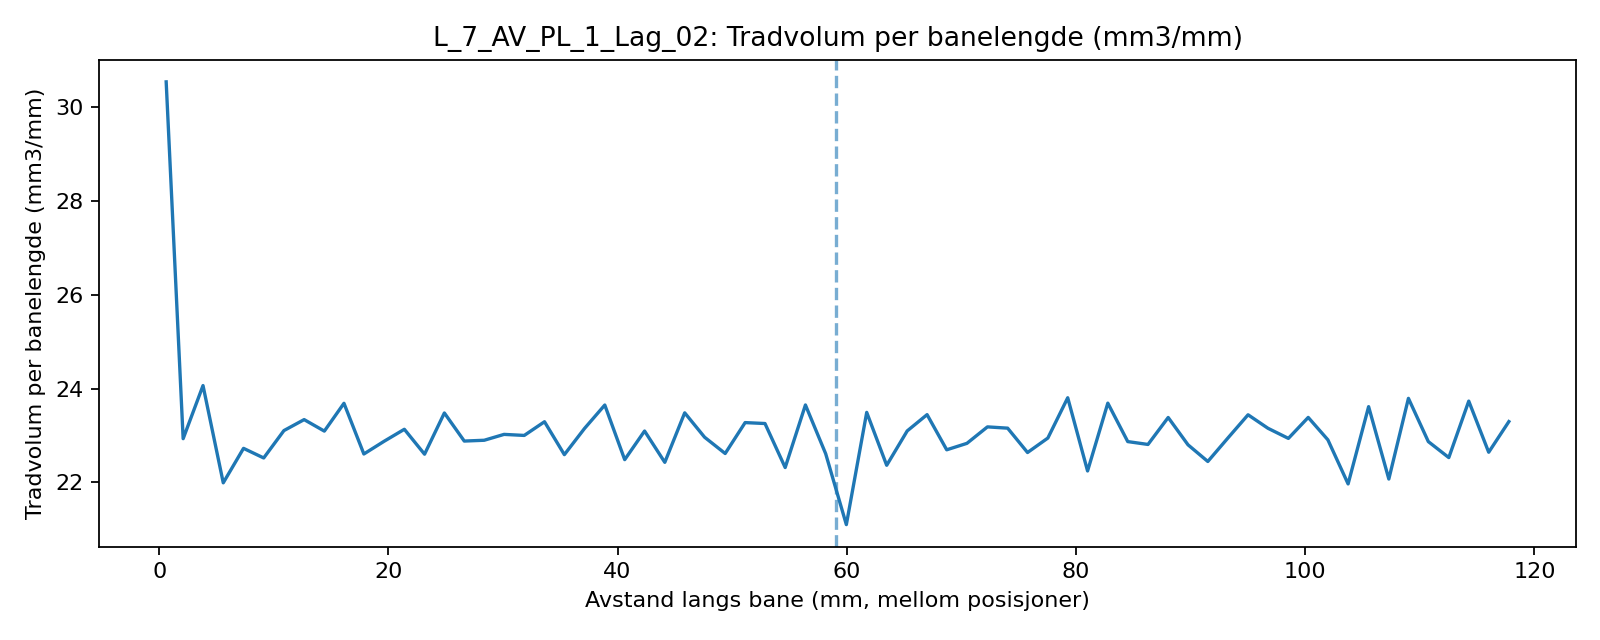 L_7_AV_PL_1_Lag_02: Tradvolum per banelengde (mm3/mm)
Tradvolum per banelengde (mm3/mm)
30
28
26
24
22
0 20 40 60 80 100 120
Avstand langs bane (mm, mellom posisjoner)